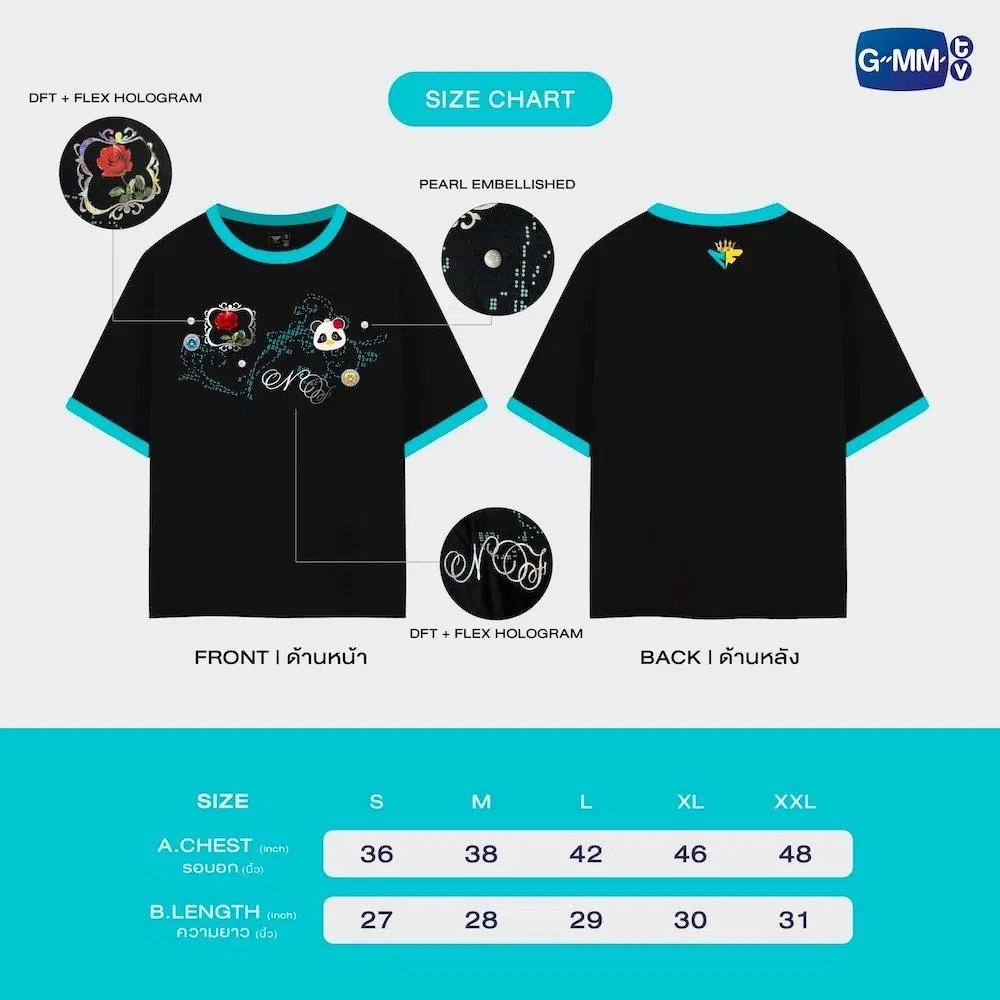 G-MM-
tv
SIZE CHART
DFT + FLEX HOLOGRAM
PEARL EMBELLISHED
S
NF
NF
DFT + FLEX HOLOGRAM
FRONT | ด้านหน้า
BACK | ด้านหลัง
SIZE S M L XL XXL
A.CHEST (Inch) 36 38 42 46 48
รอบอก (นิ้ว)
B.LENGTH (inch) 27 28 29 30 31
ความยาว (นิ้ว)